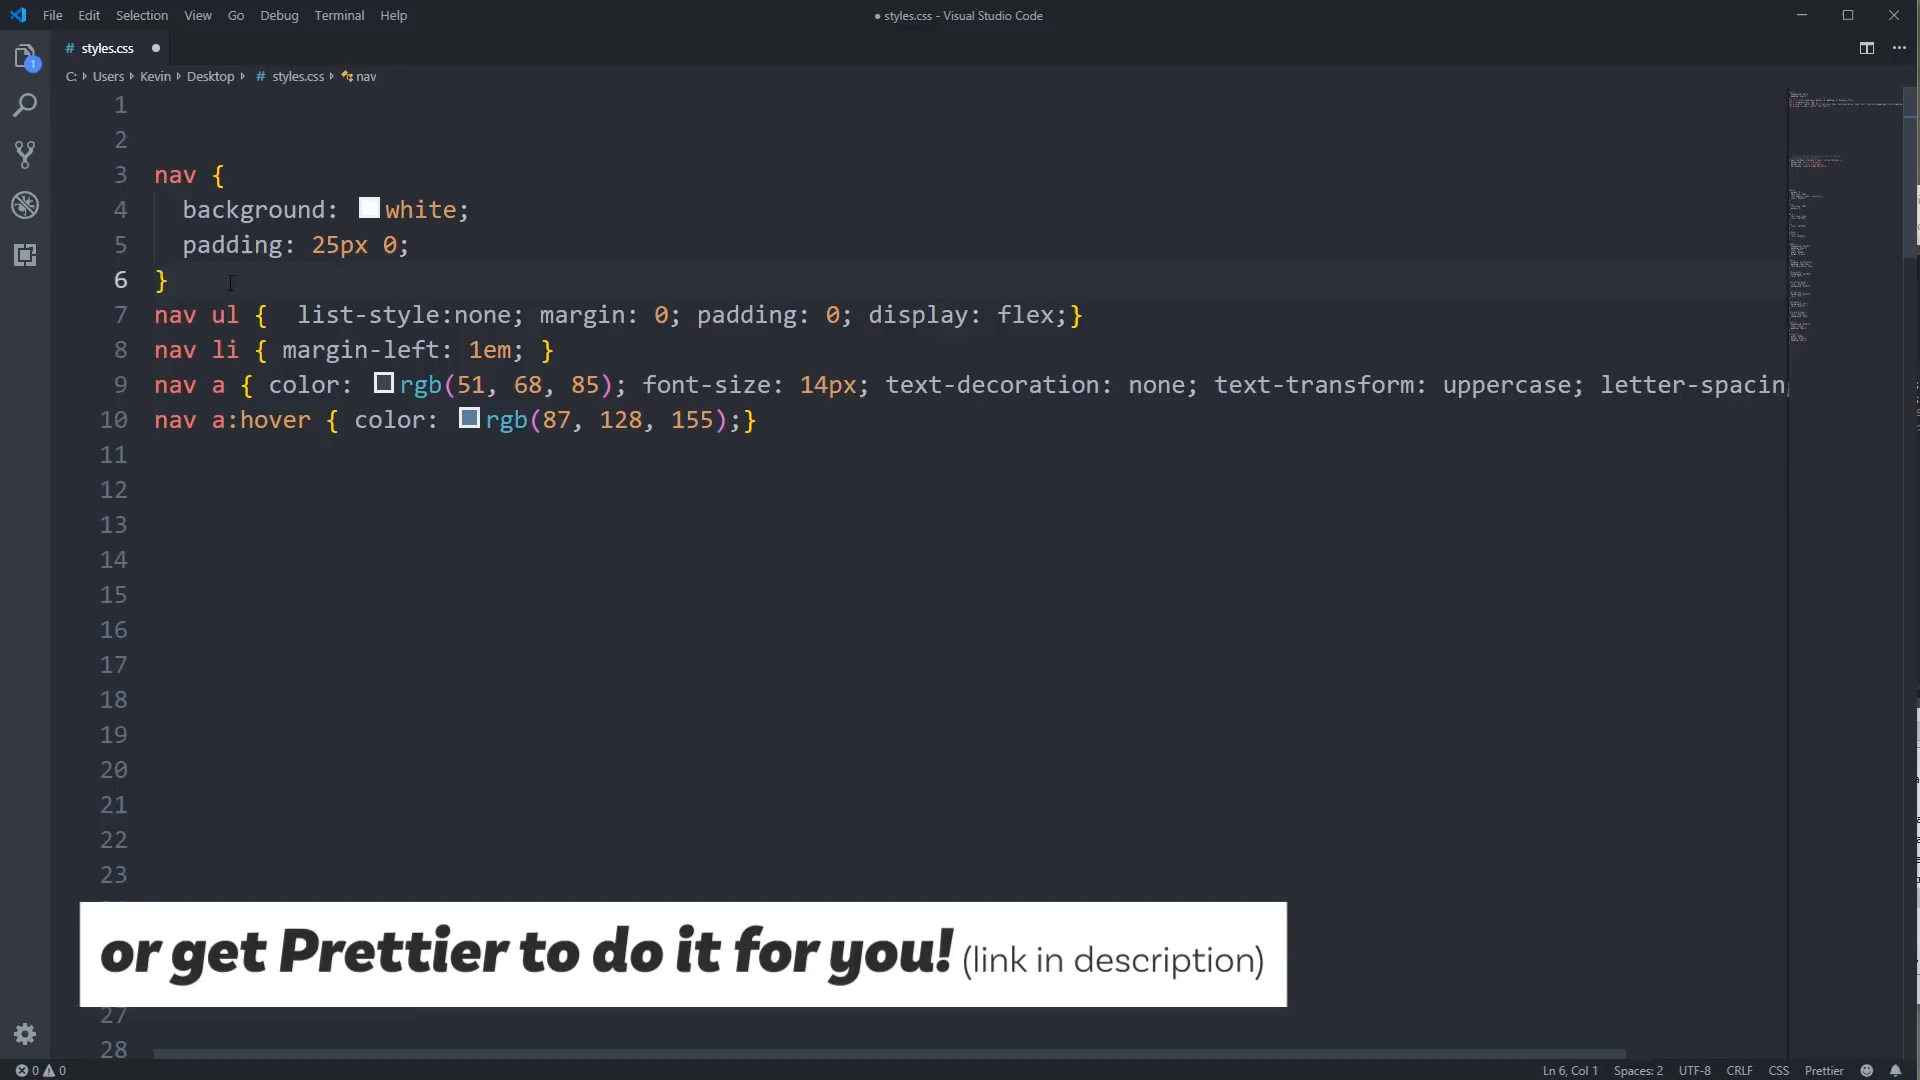 File Edit Selection View Go Debug Terminal Help
● styles.css - Visual Studio Code
# styles.css ●
C: › Users › Kevin › Desktop › # styles.css › nav
1
1
2
3 nav {
4 background: white;
5 padding: 25px 0;
6 }
7 nav ul {  list-style:none; margin: 0; padding: 0; display: flex;}
8 nav li { margin-left: 1em; }
9 nav a { color: rgb(51, 68, 85); font-size: 14px; text-decoration: none; text-transform: uppercase; letter-spacing
10 nav a:hover { color: rgb(87, 128, 155);}
11
12
13
14
15
16
17
18
19
20
21
22
23
or get Prettier to do it for you! (link in description)
27
28
0 0 Ln 6, Col 1 Spaces: 2 UTF-8 CRLF CSS Prettier